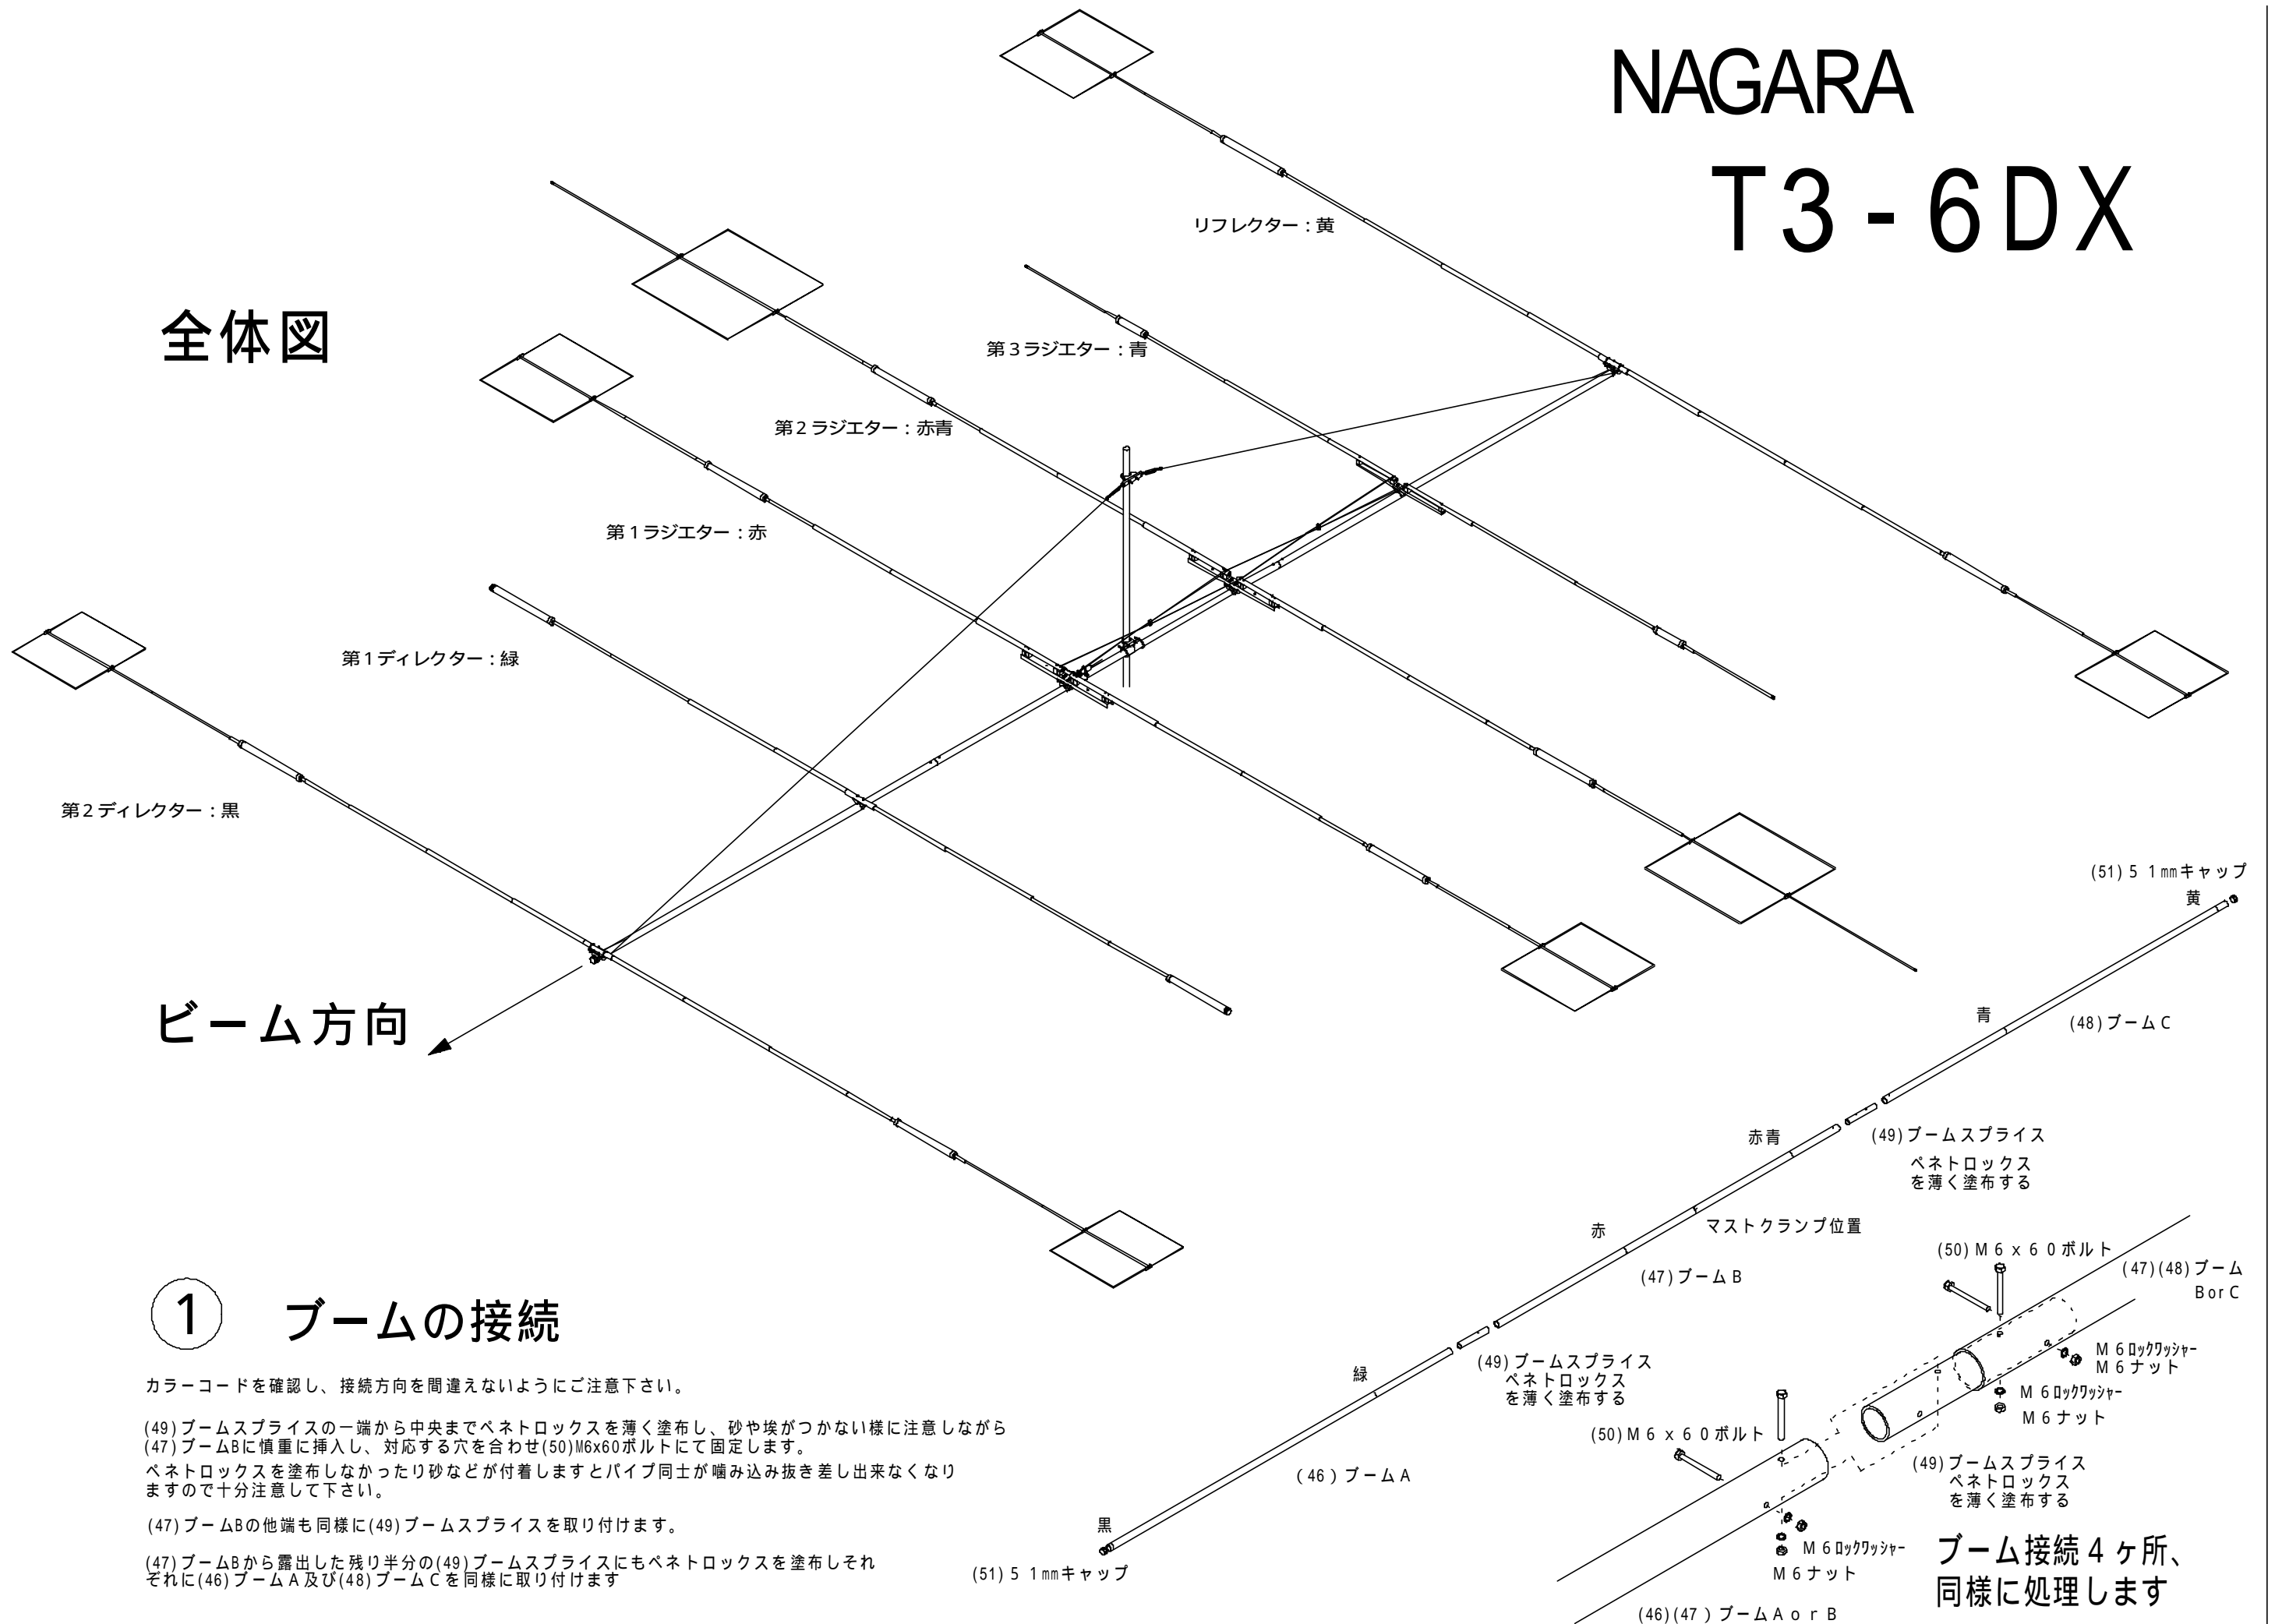 NAGARA
T3-6DX
全体図
リフレクター：黄
第3ラジエター：青
第2ラジエター：赤青
第1ラジエター：赤
第1ディレクター：緑
第2ディレクター：黒
ビーム方向
(51)51mmキャップ
黄
青
(48)ブームC
赤青
(49)ブームスプライス
ペネトロックス
を薄く塗布する
赤
マストクランプ位置
(47)ブームB
緑
(49)ブームスプライス
ペネトロックス
を薄く塗布する
(46)ブームA
黒
(51)51mmキャップ
(50)M6x60ボルト
(47)(48)ブーム
BorC
M6ﾛｯｸﾜｯｼｬｰ
M6ナット
M6ﾛｯｸﾜｯｼｬｰ
M6ナット
(50)M6x60ボルト
(49)ブームスプライス
ペネトロックス
を薄く塗布する
M6ﾛｯｸﾜｯｼｬｰ
M6ナット
(46)(47)ブームAorB
ブーム接続4ヶ所、
同様に処理します
1 ブームの接続
カラーコードを確認し、接続方向を間違えないようにご注意下さい。
(49)ブームスプライスの一端から中央までペネトロックスを薄く塗布し、砂や埃がつかない様に注意しながら
(47)ブームBに慎重に挿入し、対応する穴を合わせ(50)M6x60ボルトにて固定します。
ペネトロックスを塗布しなかったり砂などが付着しますとパイプ同士が噛み込み抜き差し出来なくなり
ますので十分注意して下さい。
(47)ブームBの他端も同様に(49)ブームスプライスを取り付けます。
(47)ブームBから露出した残り半分の(49)ブームスプライスにもペネトロックスを塗布しそれ
ぞれに(46)ブームA及び(48)ブームCを同様に取り付けます